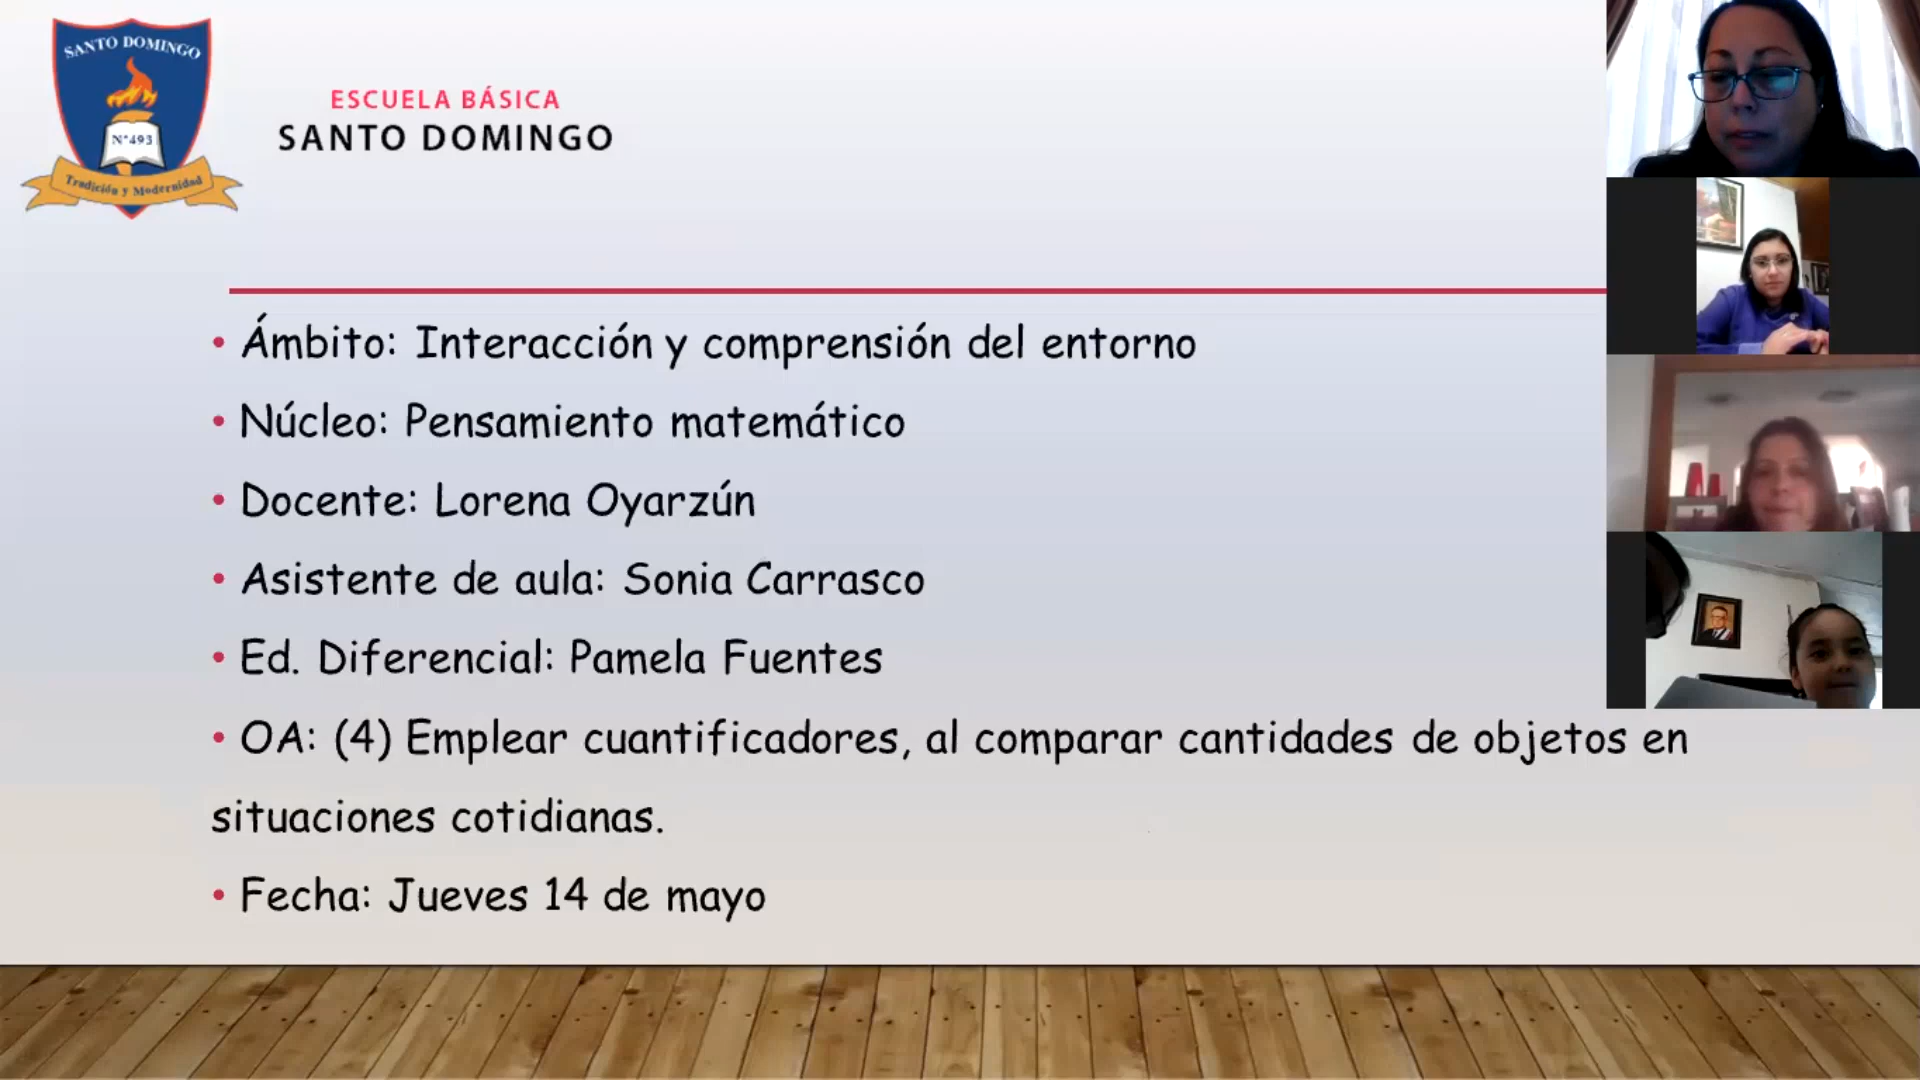 SANTO DOMINGO
N°493
Tradición y Modernidad
ESCUELA BÁSICA
SANTO DOMINGO
• Ámbito: Interacción y comprensión del entorno
• Núcleo: Pensamiento matemático
• Docente: Lorena Oyarzún
• Asistente de aula: Sonia Carrasco
• Ed. Diferencial: Pamela Fuentes
• OA: (4) Emplear cuantificadores, al comparar cantidades de objetos en
situaciones cotidianas.
• Fecha: Jueves 14 de mayo